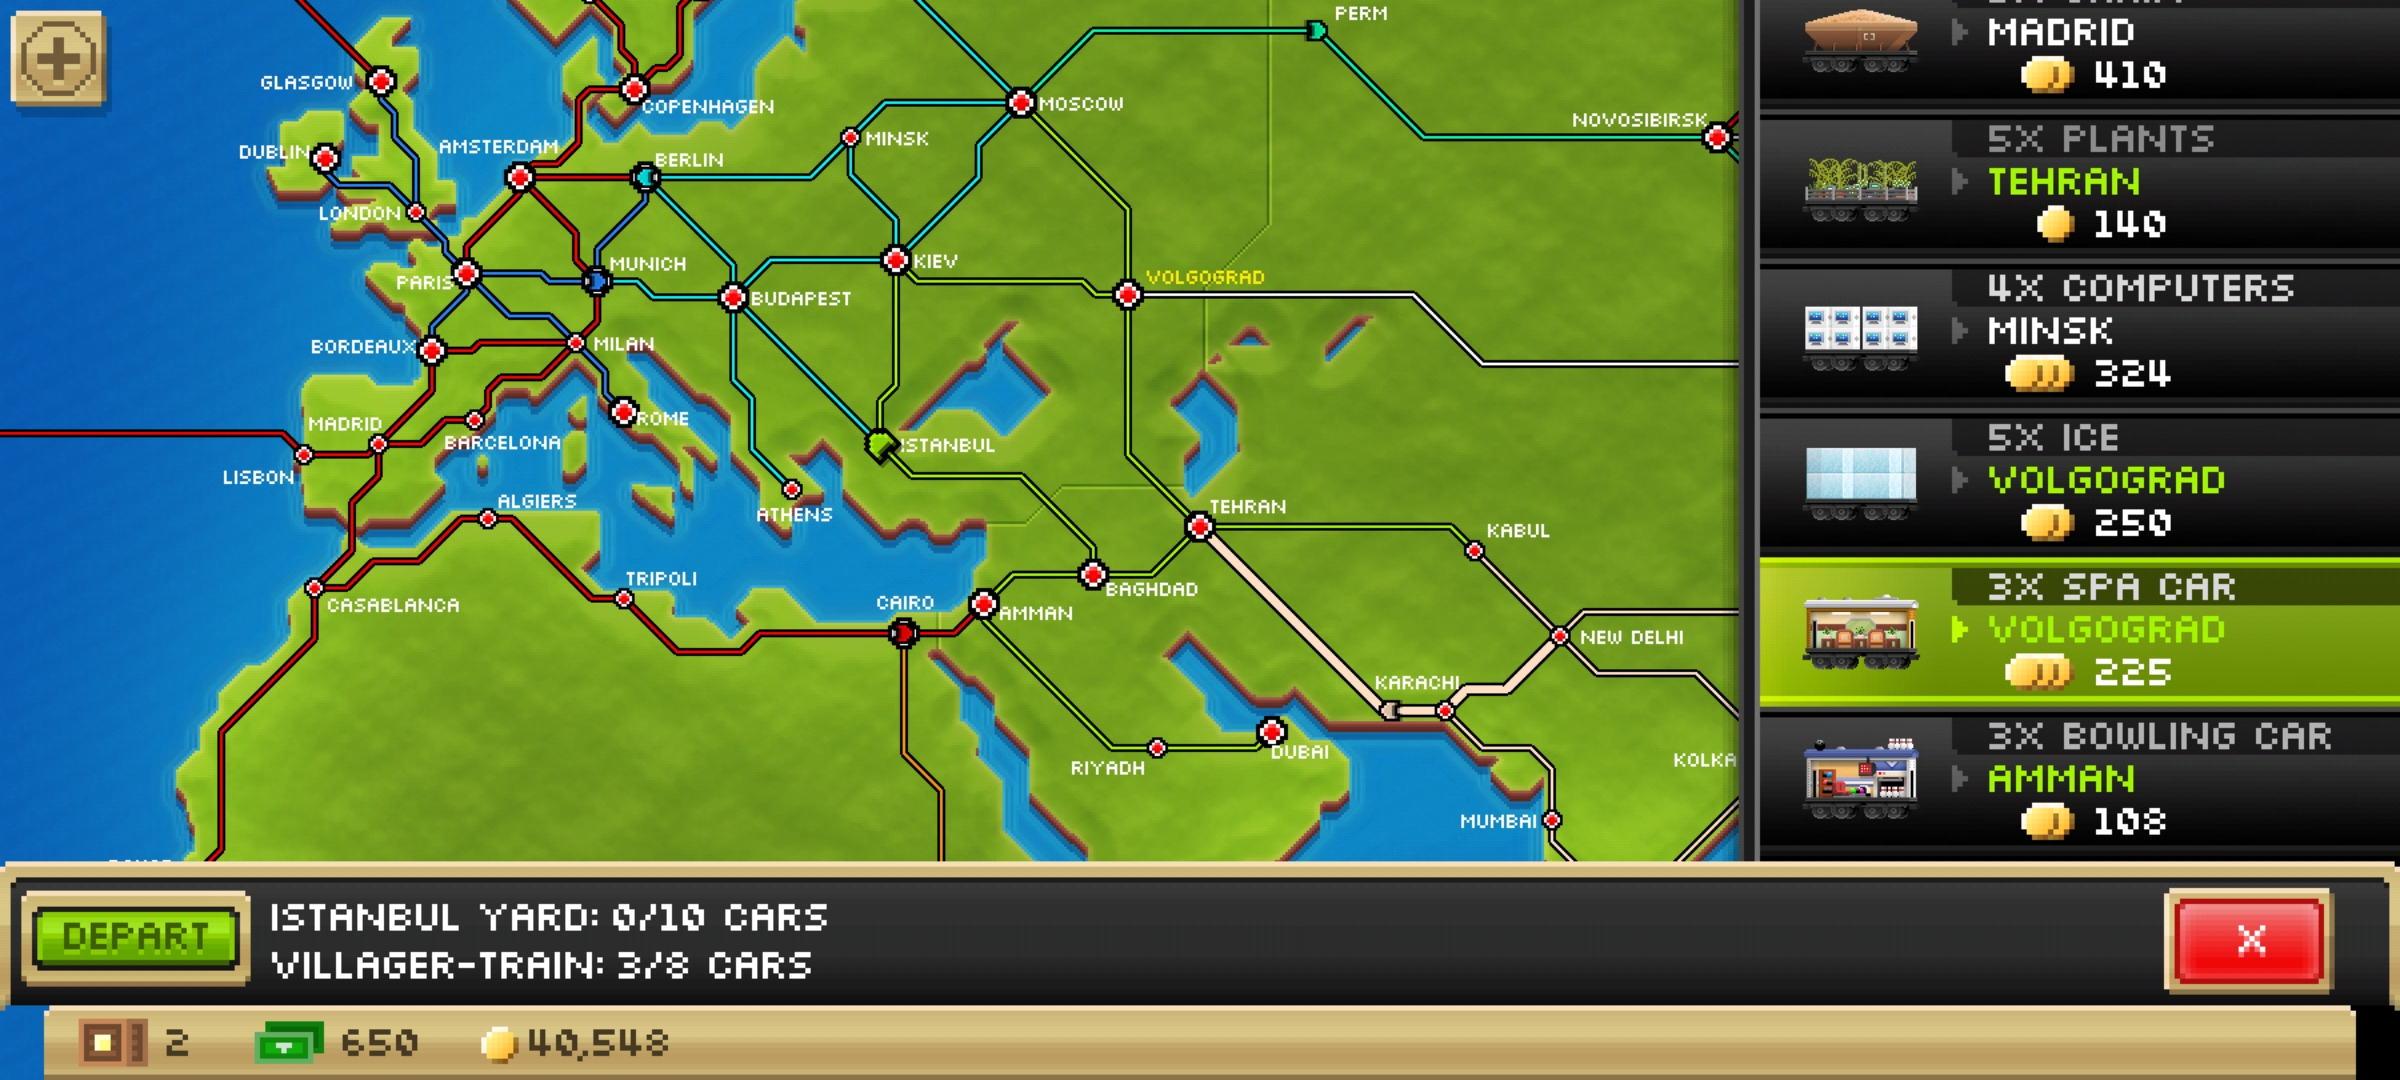 PERM
GLASGOW
COPENHAGEN
MOSCOW
NOVOSIBIRSK
MINSK
DUBLIN
AMSTERDAM
BERLIN
LONDON
MUNICH
KIEV
PARIS
VOLGOGRAD
BUDAPEST
BORDEAUX
MILAN
MADRID
ROME
BARCELONA
ISTANBUL
LISBON
ALGIERS
ATHENS
TEHRAN
KABUL
TRIPOLI
BAGHDAD
CASABLANCA
CAIRO
AMMAN
NEW DELHI
KARACHI
DUBAI
RIYADH
KOLKA
MUMBAI
MADRID
410
5X PLANTS
TEHRAN
140
4X COMPUTERS
MINSK
324
5X ICE
VOLGOGRAD
250
3X SPA CAR
VOLGOGRAD
225
3X BOWLING CAR
AMMAN
108
DEPART
ISTANBUL YARD: 0/10 CARS
VILLAGER-TRAIN: 3/8 CARS
X
2
650
40,548